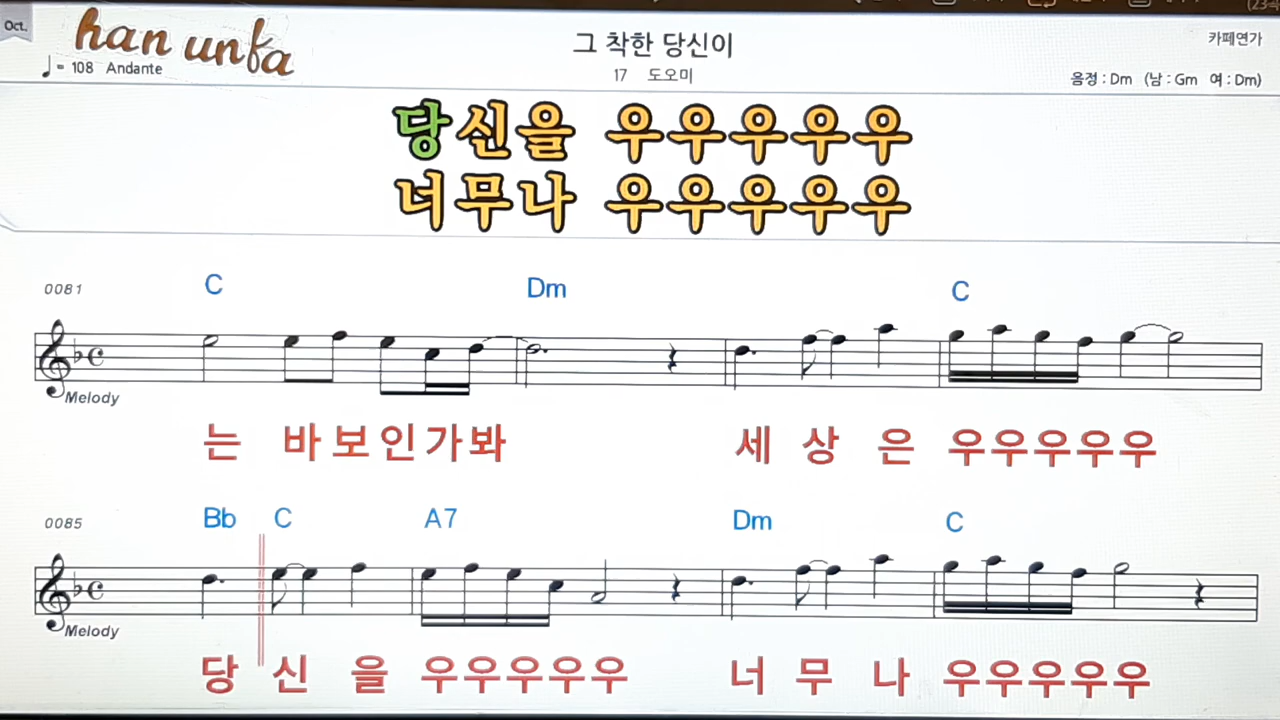 Oct.
han unfa
그 착한 당신이
카페연가
♩= 108 Andante
17 도오미
음정 : Dm (남 : Gm 여 : Dm)
당신을 우우우우우
너무나 우우우우우
0081
C Dm C
Melody
는 바보인가봐 세 상 은 우우우우우
0085
Bb C A7 Dm C
Melody
당 신 을 우우우우우 너 무 나 우우우우우